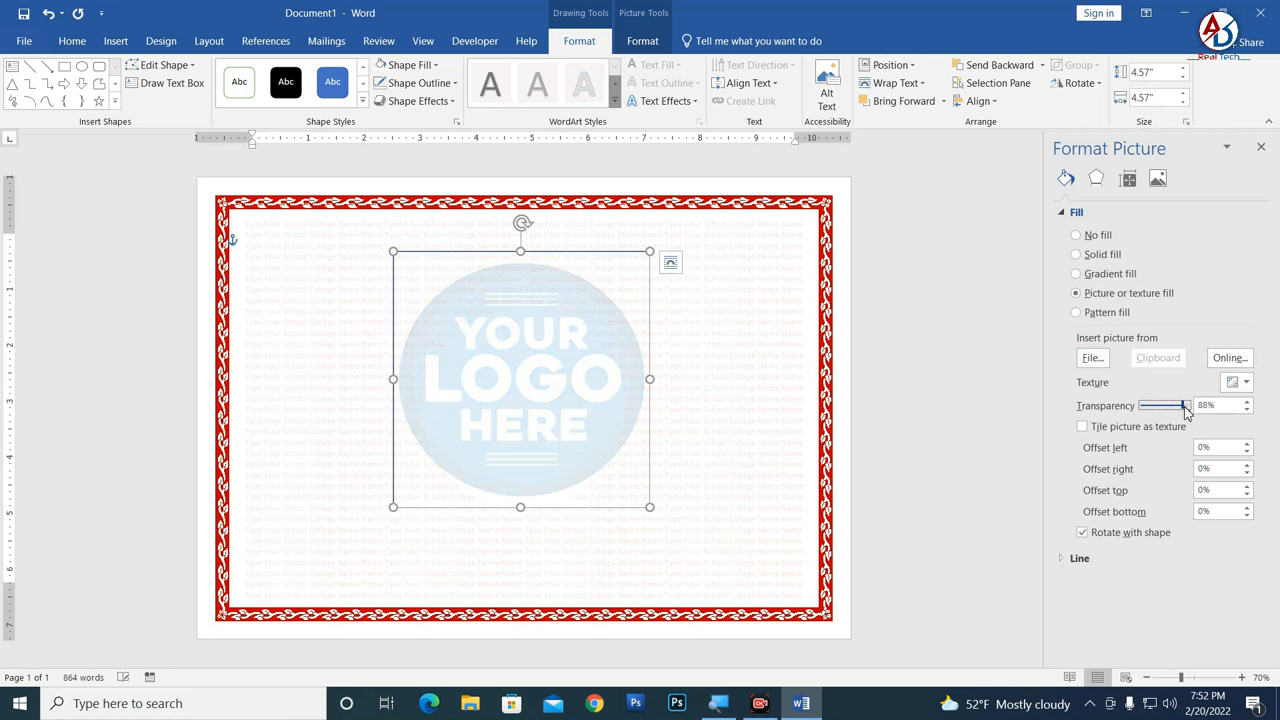 Document1 - Word
Drawing Tools
Picture Tools
Sign in
File
Home
Insert
Design
Layout
References
Mailings
Review
View
Developer
Help
Format
Format
Tell me what you want to do
Share
RealTech
Edit Shape
Draw Text Box
Insert Shapes
Abc
Abc
Abc
Shape Fill
Shape Outline
Shape Effects
Shape Styles
A A A
Text Fill
Text Outline
Text Effects
WordArt Styles
Text Direction
Align Text
Create Link
Text
Alt
Text
Accessibility
Position
Wrap Text
Bring Forward
Send Backward
Selection Pane
Align
Group
Rotate
Arrange
4.57"
4.57"
Size
Format Picture
Fill
No fill
Solid fill
Gradient fill
Picture or texture fill
Pattern fill
Insert picture from
File...
Clipboard
Online...
Texture
Transparency
88%
Tile picture as texture
Offset left
0%
Offset right
0%
Offset top
0%
Offset bottom
0%
Rotate with shape
Line
YOUR
LOGO
HERE
Page 1 of 1
864 words
70%
Type here to search
52°F Mostly cloudy
7:52 PM
2/20/2022